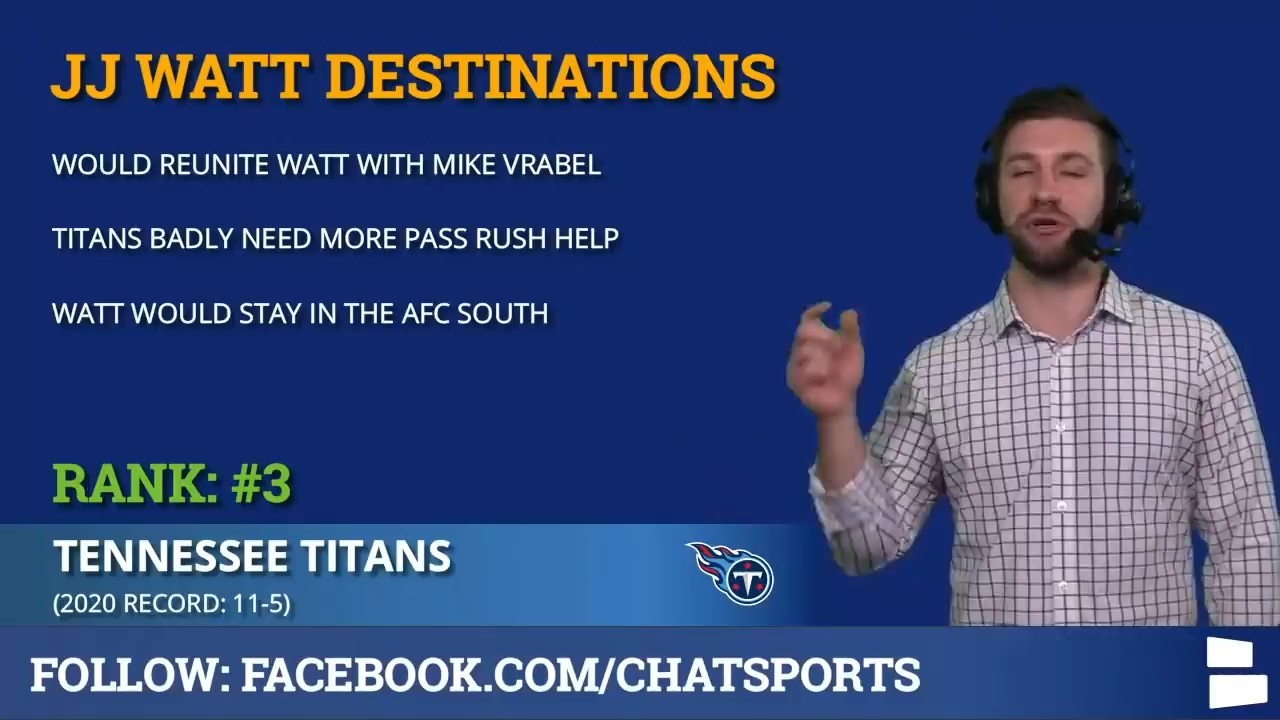 JJ WATT DESTINATIONS
WOULD REUNITE WATT WITH MIKE VRABEL
TITANS BADLY NEED MORE PASS RUSH HELP
WATT WOULD STAY IN THE AFC SOUTH
RANK: #3
TENNESSEE TITANS
T
(2020 RECORD: 11-5)
FOLLOW: FACEBOOK.COM/CHATSPORTS